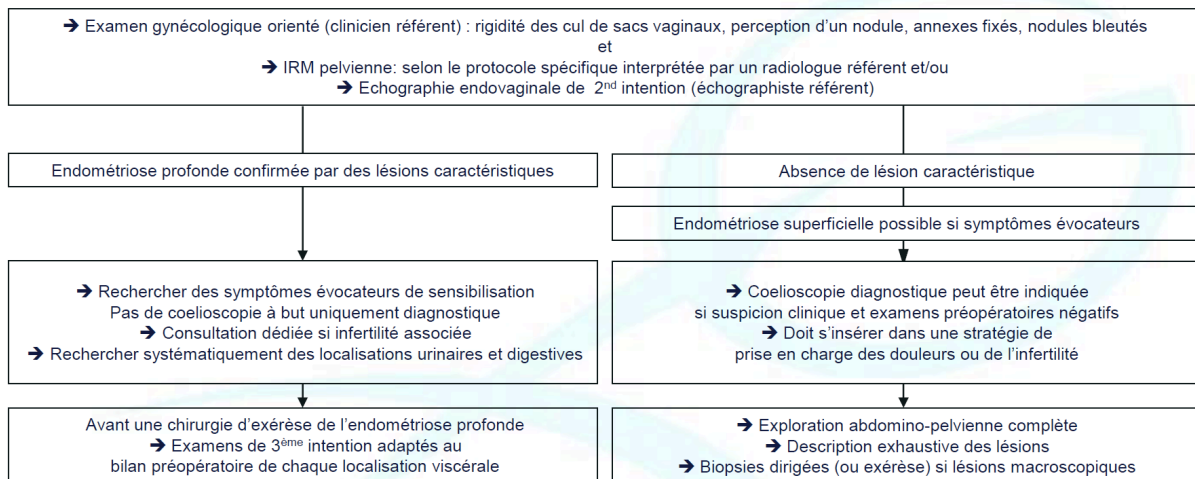 ➔ Examen gynécologique orienté (clinicien référent) : rigidité des cul de sacs vaginaux, perception d’un nodule, annexes fixés, nodules bleutés
et
➔ IRM pelvienne: selon le protocole spécifique interprétée par un radiologue référent et/ou
➔ Echographie endovaginale de 2nd intention (échographiste référent)
Endométriose profonde confirmée par des lésions caractéristiques
Absence de lésion caractéristique
Endométriose superficielle possible si symptômes évocateurs
➔ Rechercher des symptômes évocateurs de sensibilisation
Pas de coelioscopie à but uniquement diagnostique
➔ Consultation dédiée si infertilité associée
➔ Rechercher systématiquement des localisations urinaires et digestives
➔ Coelioscopie diagnostique peut être indiquée
si suspicion clinique et examens préopératoires négatifs
➔ Doit s’insérer dans une stratégie de
prise en charge des douleurs ou de l’infertilité
Avant une chirurgie d’exérèse de l’endométriose profonde
➔ Examens de 3ème intention adaptés au
bilan préopératoire de chaque localisation viscérale
➔ Exploration abdomino-pelvienne complète
➔ Description exhaustive des lésions
➔ Biopsies dirigées (ou exérèse) si lésions macroscopiques